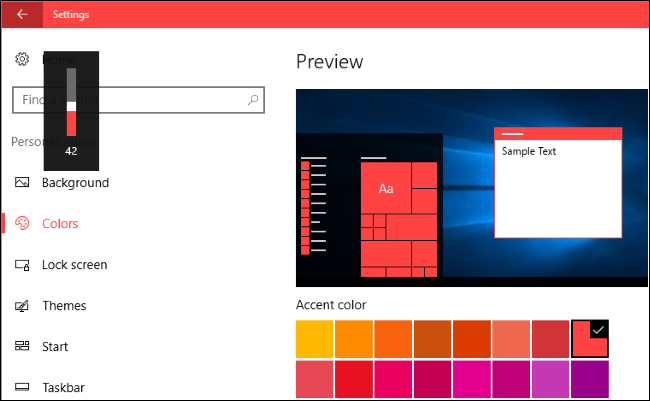 Settings
Home
Find a setting
Personalization
42
Background
Colors
Lock screen
Themes
Start
Taskbar
Preview
Aa
Sample Text
Accent color